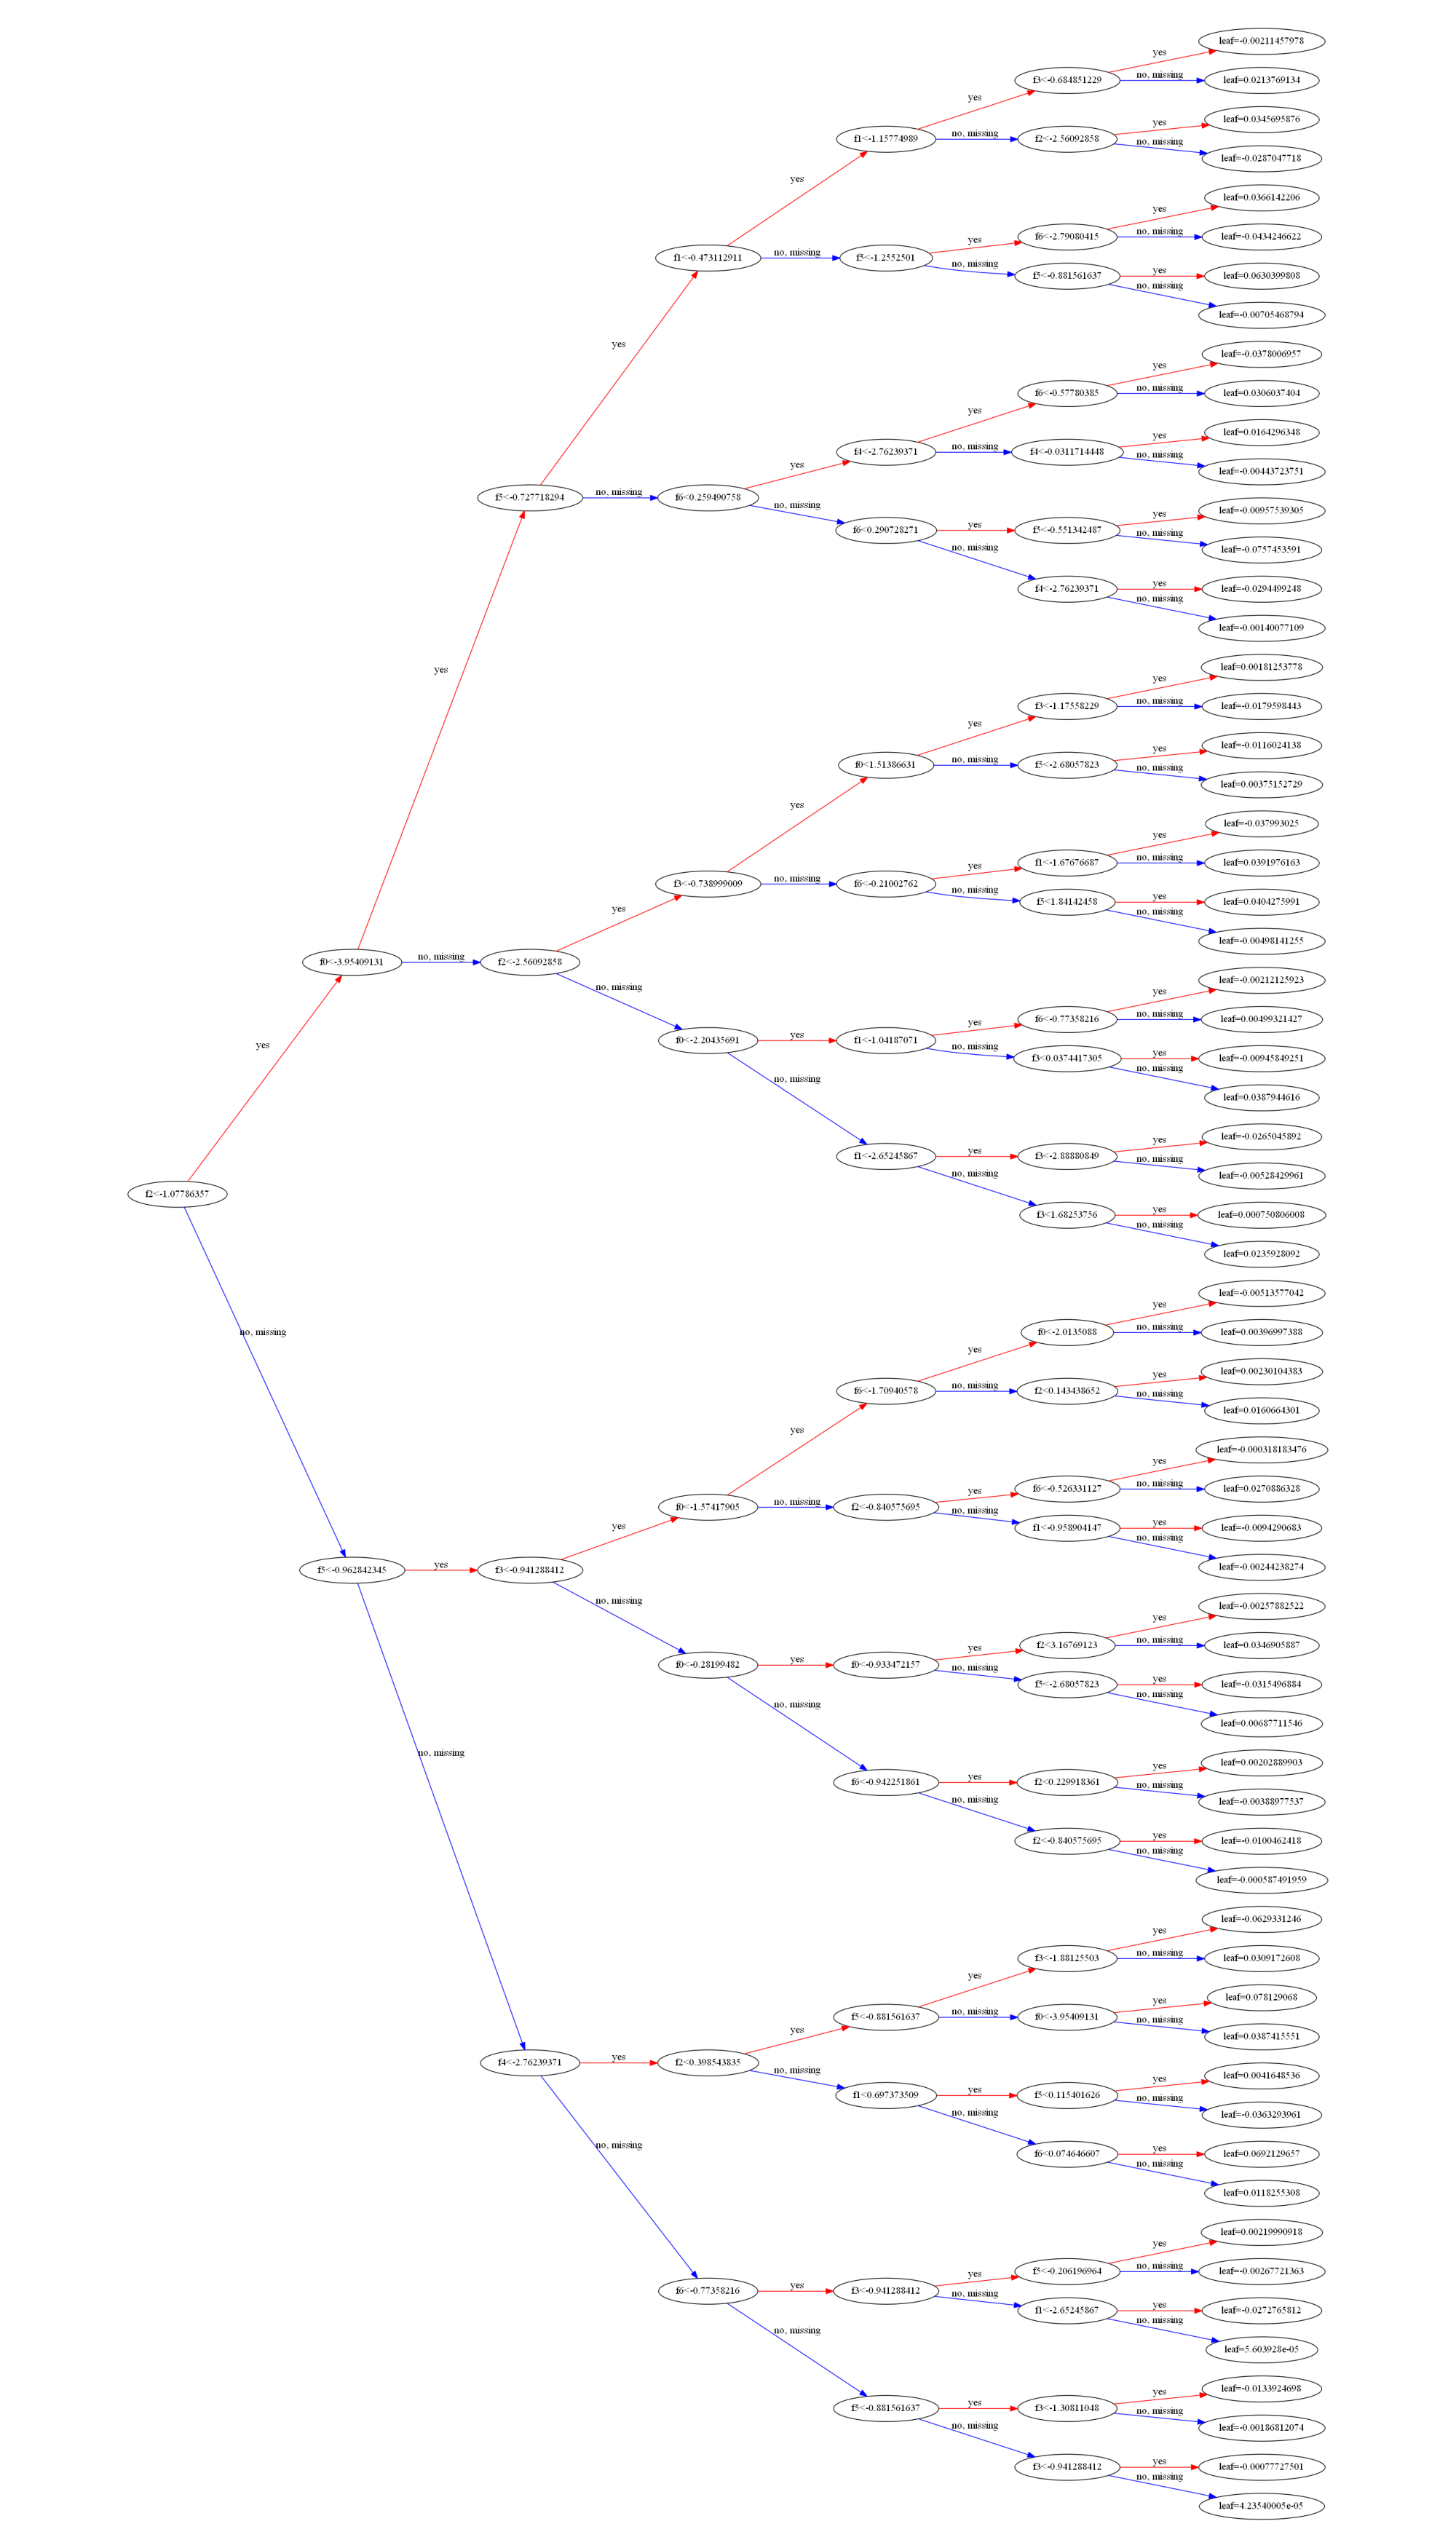 leaf=-0.00211457978
yes
f3<-0.684851229
no, missing
leaf=0.0213769134
yes
leaf=0.0345695876
yes
f1<-1.15774989
no, missing
f2<-2.56092858
no, missing
leaf=-0.0287047718
yes
leaf=0.0366142206
yes
f6<-2.79080415
no, missing
leaf=-0.0434246622
yes
f1<-0.473112911
no, missing
f5<-1.2552501
no, missing
f5<-0.881561637
yes
leaf=0.0630399808
no, missing
leaf=-0.00705468794
yes
leaf=-0.0378006957
yes
f6<-0.57780385
no, missing
leaf=0.0306037404
yes
leaf=0.0164296348
yes
f4<-2.76239371
no, missing
f4<-0.0311714448
no, missing
leaf=-0.00443723751
yes
f5<-0.727718294
no, missing
f6<0.259490758
no, missing
leaf=-0.00957539305
yes
f6<0.290728271
yes
f5<-0.551342487
no, missing
leaf=-0.0757453591
no, missing
f4<-2.76239371
yes
leaf=-0.0294499248
no, missing
leaf=-0.00140077109
yes
leaf=0.00181253778
yes
f3<-1.17558229
no, missing
leaf=-0.0179598443
yes
leaf=-0.0116024138
yes
f0<1.51386631
no, missing
f5<-2.68057823
no, missing
leaf=0.00375152729
yes
leaf=-0.037993025
yes
f1<-1.67676687
no, missing
leaf=0.0391976163
yes
f3<-0.738999009
no, missing
f6<-0.21002762
no, missing
f5<1.84142458
yes
leaf=0.0404275991
no, missing
leaf=-0.00498141255
yes
f0<-3.95409131
no, missing
f2<-2.56092858
no, missing
leaf=-0.00212125923
yes
f6<-0.77358216
no, missing
leaf=0.00499321427
yes
f0<-2.20435691
yes
f1<-1.04187071
no, missing
f3<0.0374417305
yes
leaf=-0.00945849251
no, missing
leaf=0.0387944616
yes
no, missing
leaf=-0.0265045892
yes
f1<-2.65245867
yes
f3<-2.88880849
no, missing
leaf=-0.00528429961
no, missing
f2<-1.07786357
f3<1.68253756
yes
leaf=0.000750806008
no, missing
leaf=0.0235928092
no, missing
leaf=-0.00513577042
yes
f0<-2.0135088
no, missing
leaf=0.00396997388
yes
leaf=0.00230104383
yes
f6<-1.70940578
no, missing
f2<0.143438652
no, missing
leaf=0.0160664301
yes
leaf=-0.000318183476
yes
f6<-0.526331127
no, missing
leaf=0.0270886328
yes
f0<-1.57417905
no, missing
f2<-0.840575695
no, missing
f1<-0.958904147
yes
leaf=-0.0094290683
no, missing
leaf=-0.00244238274
yes
f5<-0.962842345
yes
f3<-0.941288412
no, missing
leaf=-0.00257882522
yes
f2<3.16769123
no, missing
leaf=0.0346905887
yes
f0<-0.28199482
yes
f0<-0.933472157
no, missing
f5<-2.68057823
yes
leaf=-0.0315496884
no, missing
leaf=0.00687711546
no, missing
no, missing
leaf=0.00202889903
yes
f6<-0.942251861
yes
f2<0.229918361
no, missing
leaf=-0.00388977537
no, missing
f2<-0.840575695
yes
leaf=-0.0100462418
no, missing
leaf=-0.000587491959
leaf=-0.0629331246
yes
f3<-1.88125503
no, missing
leaf=0.0309172608
yes
leaf=0.078129068
yes
f5<-0.881561637
no, missing
f0<-3.95409131
no, missing
leaf=0.0387415551
yes
f4<-2.76239371
yes
f2<0.398543835
no, missing
leaf=0.0041648536
yes
f1<0.697373509
yes
f5<0.115401626
no, missing
leaf=-0.0363293961
no, missing
f6<0.074646607
yes
leaf=0.0692129657
no, missing
leaf=0.0118255308
no, missing
leaf=0.00219990918
yes
f5<-0.206196964
no, missing
leaf=-0.00267721363
yes
f6<-0.77358216
yes
f3<-0.941288412
no, missing
f1<-2.65245867
yes
leaf=-0.0272765812
no, missing
leaf=5.603928e-05
no, missing
leaf=-0.0133924698
yes
f5<-0.881561637
yes
f3<-1.30811048
no, missing
leaf=-0.00186812074
no, missing
f3<-0.941288412
yes
leaf=-0.00077727501
no, missing
leaf=4.23540005e-05